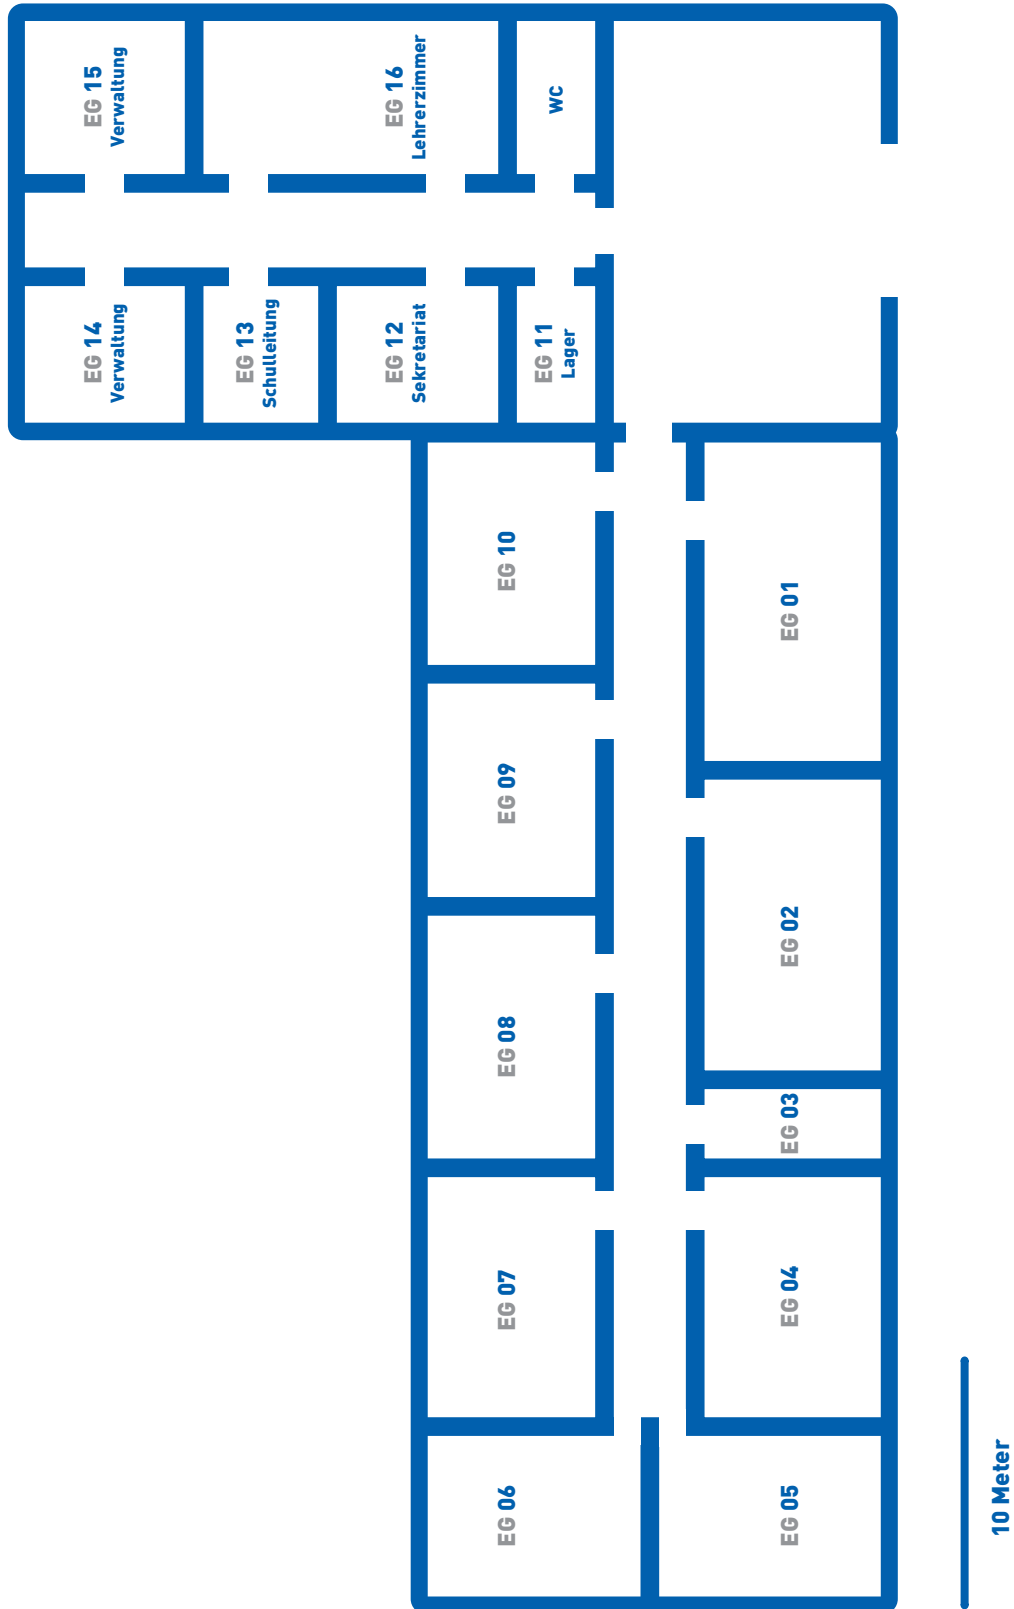 EG 15
Verwaltung
EG 16
Lehrerzimmer
WC
EG 14
Verwaltung
EG 13
Schulleitung
EG 12
Sekretariat
EG 11
Lager
EG 10
EG 01
EG 09
EG 02
EG 08
EG 03
EG 07
EG 04
EG 06
EG 05
10 Meter